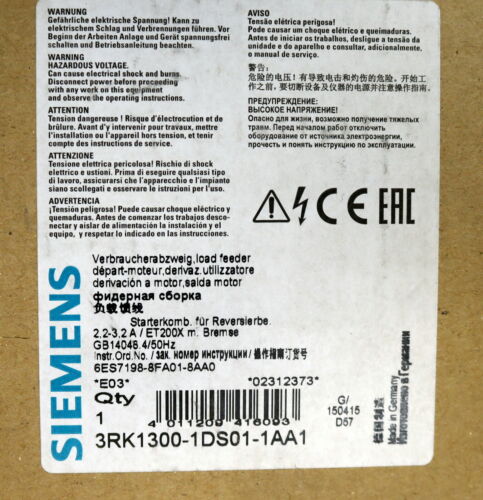 WARNUNG
Gefährliche elektrische Spannung! Kann zu
elektrischem Schlag und Verbrennungen führen. Vor
Beginn der Arbeiten Anlage und Gerät spannungsfrei
schalten und Betriebsanleitung beachten.
WARNING
HAZARDOUS VOLTAGE.
Can cause electrical shock and burns.
Disconnect power before proceeding
with any work on this equipment
and observe the operating instructions.
ATTENTION
Tension dangereuse ! Risque d'électrocution et de
brûlure. Avant d'y intervenir pour travaux, mettre
l'installation ou l'appareil hors tension, et tenir
compte des instructions de service.
ATTENZIONE
Tensione elettrica pericolosa! Rischio di shock
elettrico e ustioni. Prima di eseguire qualsiasi tipo
di lavoro, assicurarsi che l'apparecchio e l'impianto
siano scollegati e osservare le istruzioni per l'uso.
ADVERTENCIA
¡Tensión peligrosa! Puede causar choque eléctrico y
quemaduras. Antes de comenzar los trabajos desco-
nectar y aislar de alimentación la instalación y el
equipo, y respetar lo indicado en las instrucciones.
AVISO
Tensão elétrica perigosa!
Pode causar um choque elétrico e queimaduras.
Antes de iniciar os trabalhos, desligue a tensão da
unidade e do aparelho e consultar, adicionalmente,
o manual de serviço.
警告:
危险的电压! 有导致电击和灼伤的危险。开始工
作之前,要切断设备及仪器的电源并注意操作指南。
ПРЕДУПРЕЖДЕНИЕ:
ВЫСОКОЕ НАПРЯЖЕНИЕ!
Опасно для жизни, возможно получение тяжелых
травм. Перед началом работ отключить
оборудование от источника электроэнергии,
прочесть и понять инструкцию по эксплуатации.
CE EAC
SIEMENS
Verbraucherabzweig,load feeder
départ-moteur,derivaz.utilizzatore
derivación a motor,saída motor
фидерная сборка
负载馈线
Starterkomb. für Reversierbe.
2,2-3,2 A / ET200X m. Bremse
GB14048.4/50Hz
Instr.Ord.No./ зак. номер инструкции/操作指南订货号
6ES7198-8FA01-8AA0
*E03* *02312373*
Qty
1
4 011209 416093
3RK1300-1DS01-1AA1
G/
150415
D57
德国制造
Made in Germany
Изготовлено в Германии